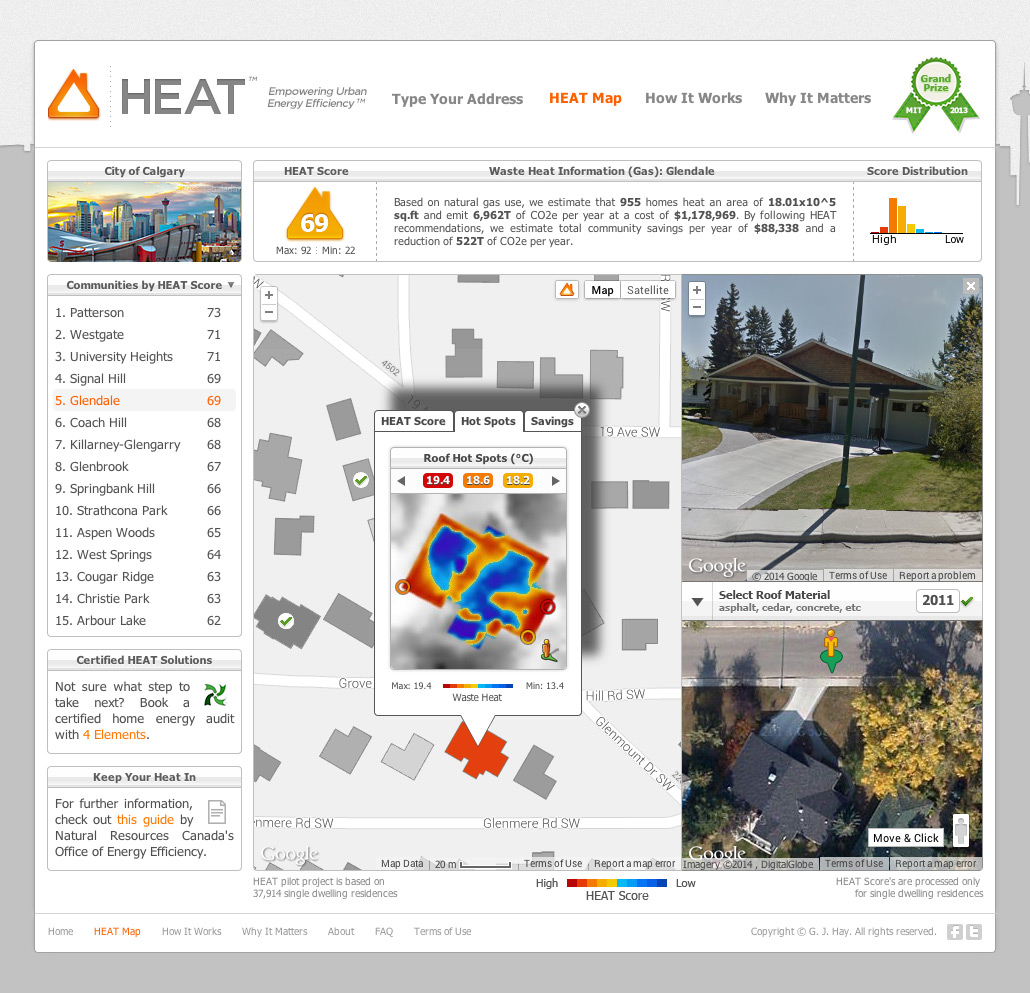 HEAT™
Empowering Urban
Energy Efficiency™
Type Your Address
HEAT Map
How It Works
Why It Matters
Grand
Prize
MIT
2013
City of Calgary
HEAT Score
69
Max: 92 Min: 22
Waste Heat Information (Gas): Glendale
Based on natural gas use, we estimate that 955 homes heat an area of 18.01x10^5
sq.ft and emit 6,962T of CO2e per year at a cost of $1,178,969. By following HEAT
recommendations, we estimate total community savings per year of $88,338 and a
reduction of 522T of CO2e per year.
Score Distribution
High Low
Communities by HEAT Score ▼
1. Patterson 73
2. Westgate 71
3. University Heights 71
4. Signal Hill 69
5. Glendale 69
6. Coach Hill 68
7. Killarney-Glengarry 68
8. Glenbrook 67
9. Springbank Hill 66
10. Strathcona Park 66
11. Aspen Woods 65
12. West Springs 64
13. Cougar Ridge 63
14. Christie Park 63
15. Arbour Lake 62
Certified HEAT Solutions
Not sure what step to
take next? Book a
certified home energy audit
with 4 Elements.
Keep Your Heat In
For further information,
check out this guide by
Natural Resources Canada's
Office of Energy Efficiency.
+
−
Map
Satellite
W
W
4502
19 A
19 Ave SW
HEAT Score
Hot Spots
Savings
Roof Hot Spots (°C)
19.4 18.6 18.2
Max: 19.4
Min: 13.4
Waste Heat
Grove
Hill Rd SW
Glenmount Dr SW
22
nmere Rd SW
Glenmere Rd SW
Google
Map Data
20 m
Terms of Use
Report a map error
+
−
Google
© 2014 Google
Terms of Use
Report a problem
Select Roof Material
asphalt, cedar, concrete, etc
2011
Move & Click
Google
Imagery ©2014 , DigitalGlobe
Terms of Use
Report a map error
HEAT pilot project is based on
37,914 single dwelling residences
High Low
HEAT Score
HEAT Score's are processed only
for single dwelling residences
Home
HEAT Map
How It Works
Why It Matters
About
FAQ
Terms of Use
Copyright © G. J. Hay. All rights reserved.